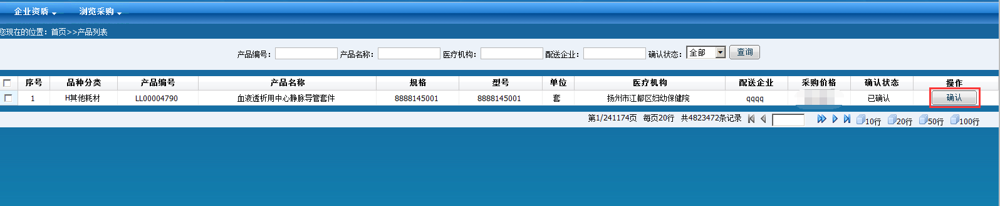 企业资质 浏览采购
您现在的位置：首页>>产品列表
产品编号： 产品名称： 医疗机构： 配送企业： 确认状态： 全部 查询
序号 品种分类 产品编号 产品名称 规格 型号 单位 医疗机构 配送企业 采购价格 确认状态 操作
1 H其他耗材 LL00004790 血液透析用中心静脉导管套件 8888145001 8888145001 套 扬州市江都区妇幼保健院 qqqq 已确认 确认
第1/241174页 每页20行 共4823472条记录 10行 20行 50行 100行